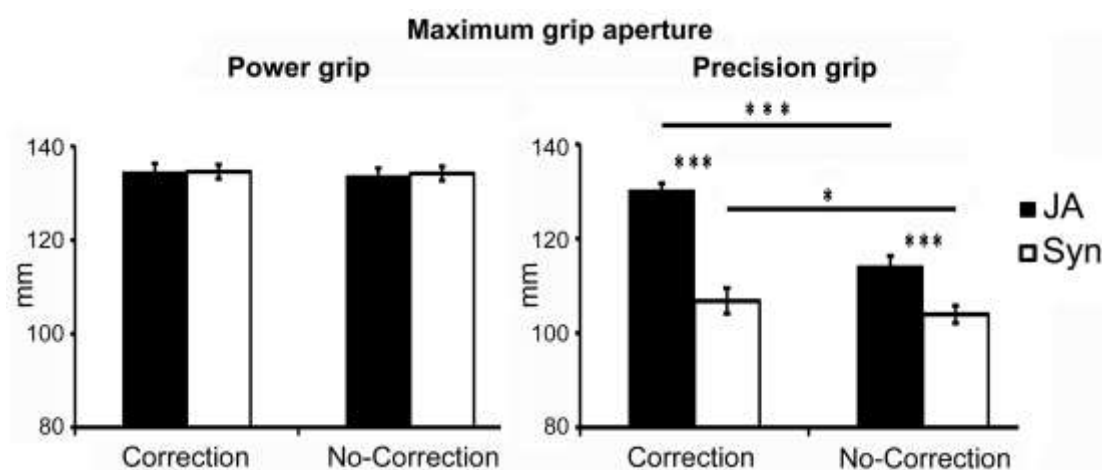 Maximum grip aperture
Power grip
Precision grip
140
120
100
80
mm
Correction
No-Correction
140
120
100
80
mm
***
***
*
***
Correction
No-Correction
JA
Syn